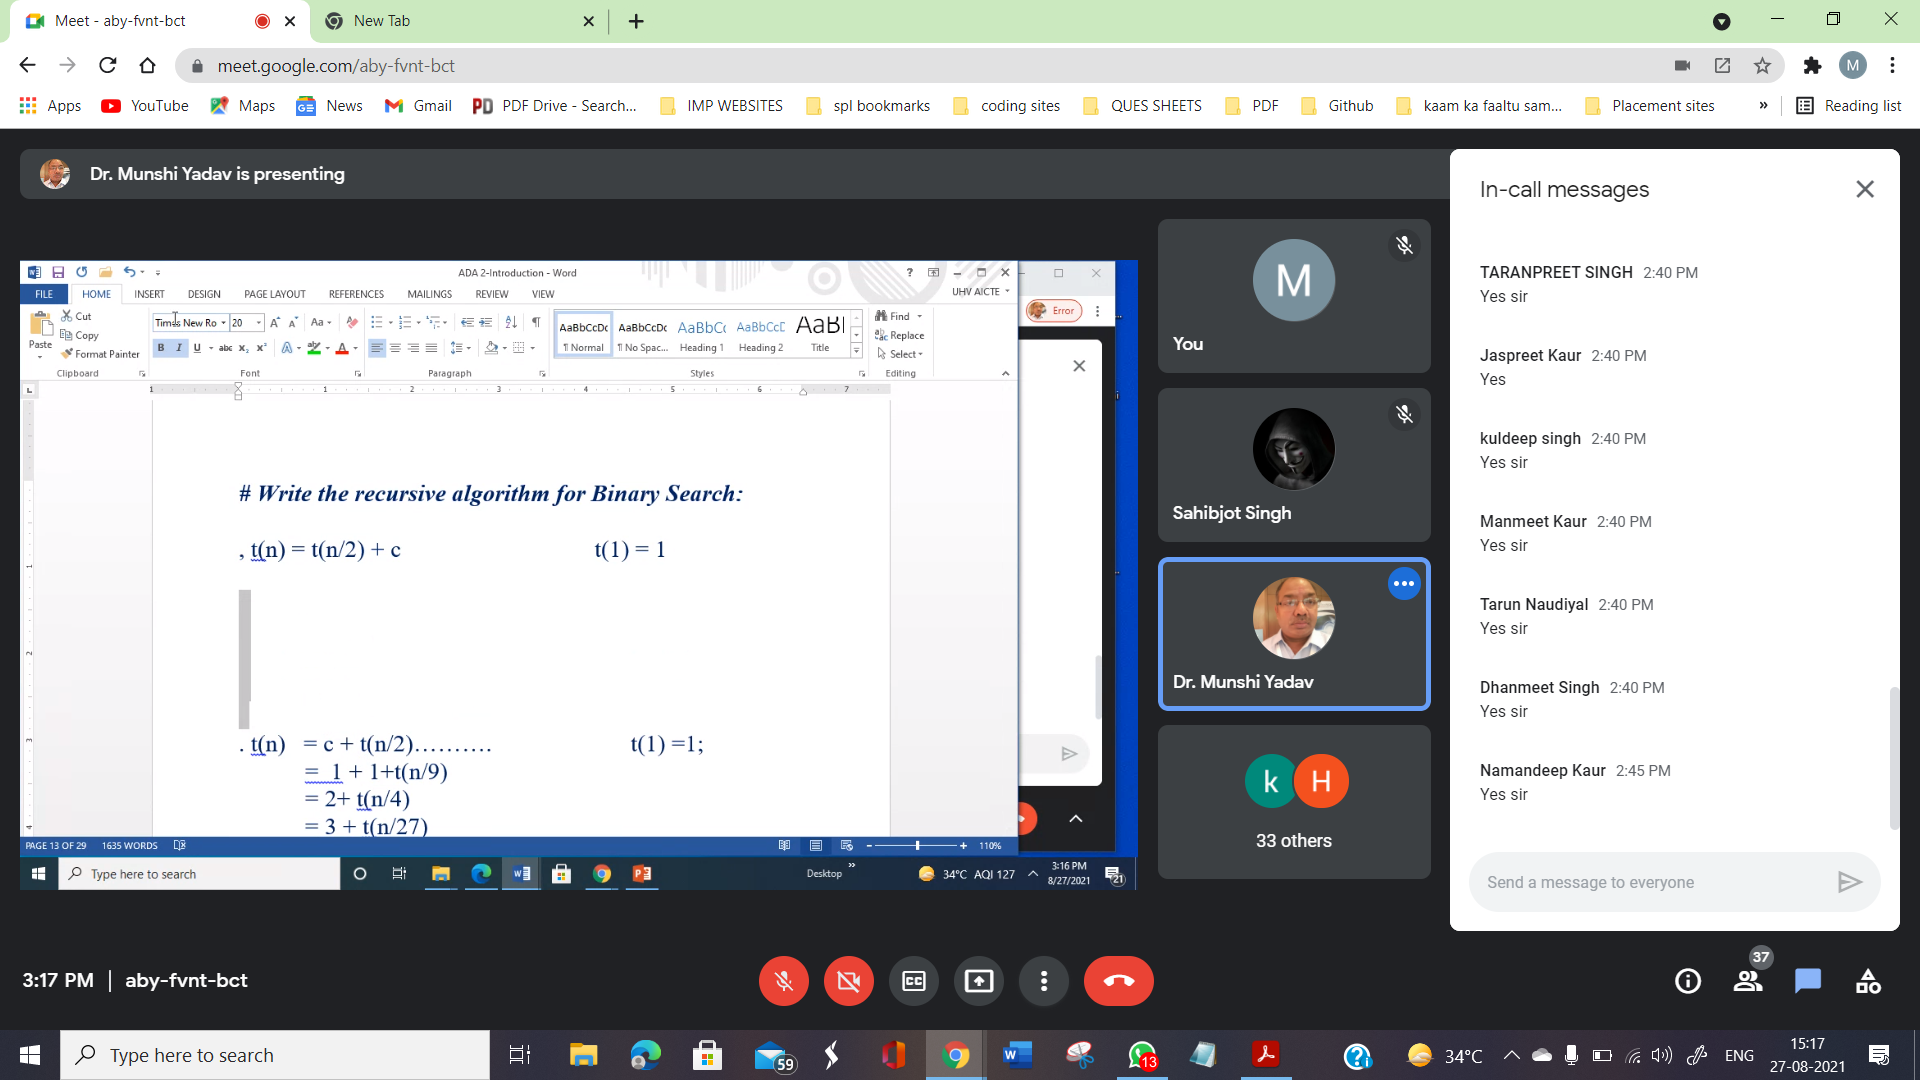 Meet - aby-fvnt-bct
New Tab
meet.google.com/aby-fvnt-bct
M
Apps
YouTube
Maps
News
Gmail
PDF Drive - Search...
IMP WEBSITES
spl bookmarks
coding sites
QUES SHEETS
PDF
Github
kaam ka faaltu sam...
Placement sites
»
Reading list
Dr. Munshi Yadav is presenting
ADA 2-Introduction - Word
FILE HOME INSERT DESIGN PAGE LAYOUT REFERENCES MAILINGS REVIEW VIEW
UHV AICTE
Paste
Cut
Copy
Format Painter
Clipboard
Times New Ro 20
Font
Paragraph
AaBbCcDc AaBbCcDc AaBbCc AaBbCcC AaBI
¶ Normal ¶ No Spac... Heading 1 Heading 2 Title
Styles
Find
Replace
Select
Editing
Error
# Write the recursive algorithm for Binary Search:
, t(n) = t(n/2) + c t(1) = 1
. t(n) = c + t(n/2).......... t(1) =1;
= 1 + 1+t(n/9)
= 2+ t(n/4)
= 3 + t(n/27)
PAGE 13 OF 29 1635 WORDS 110%
Type here to search
Desktop
34°C AQI 127
3:16 PM
8/27/2021
21
M
You
Sahibjot Singh
Dr. Munshi Yadav
k H
33 others
In-call messages
TARANPREET SINGH 2:40 PM
Yes sir
Jaspreet Kaur 2:40 PM
Yes
kuldeep singh 2:40 PM
Yes sir
Manmeet Kaur 2:40 PM
Yes sir
Tarun Naudiyal 2:40 PM
Yes sir
Dhanmeet Singh 2:40 PM
Yes sir
Namandeep Kaur 2:45 PM
Yes sir
Send a message to everyone
3:17 PM | aby-fvnt-bct
37
Type here to search
59
13
34°C
ENG
15:17
27-08-2021